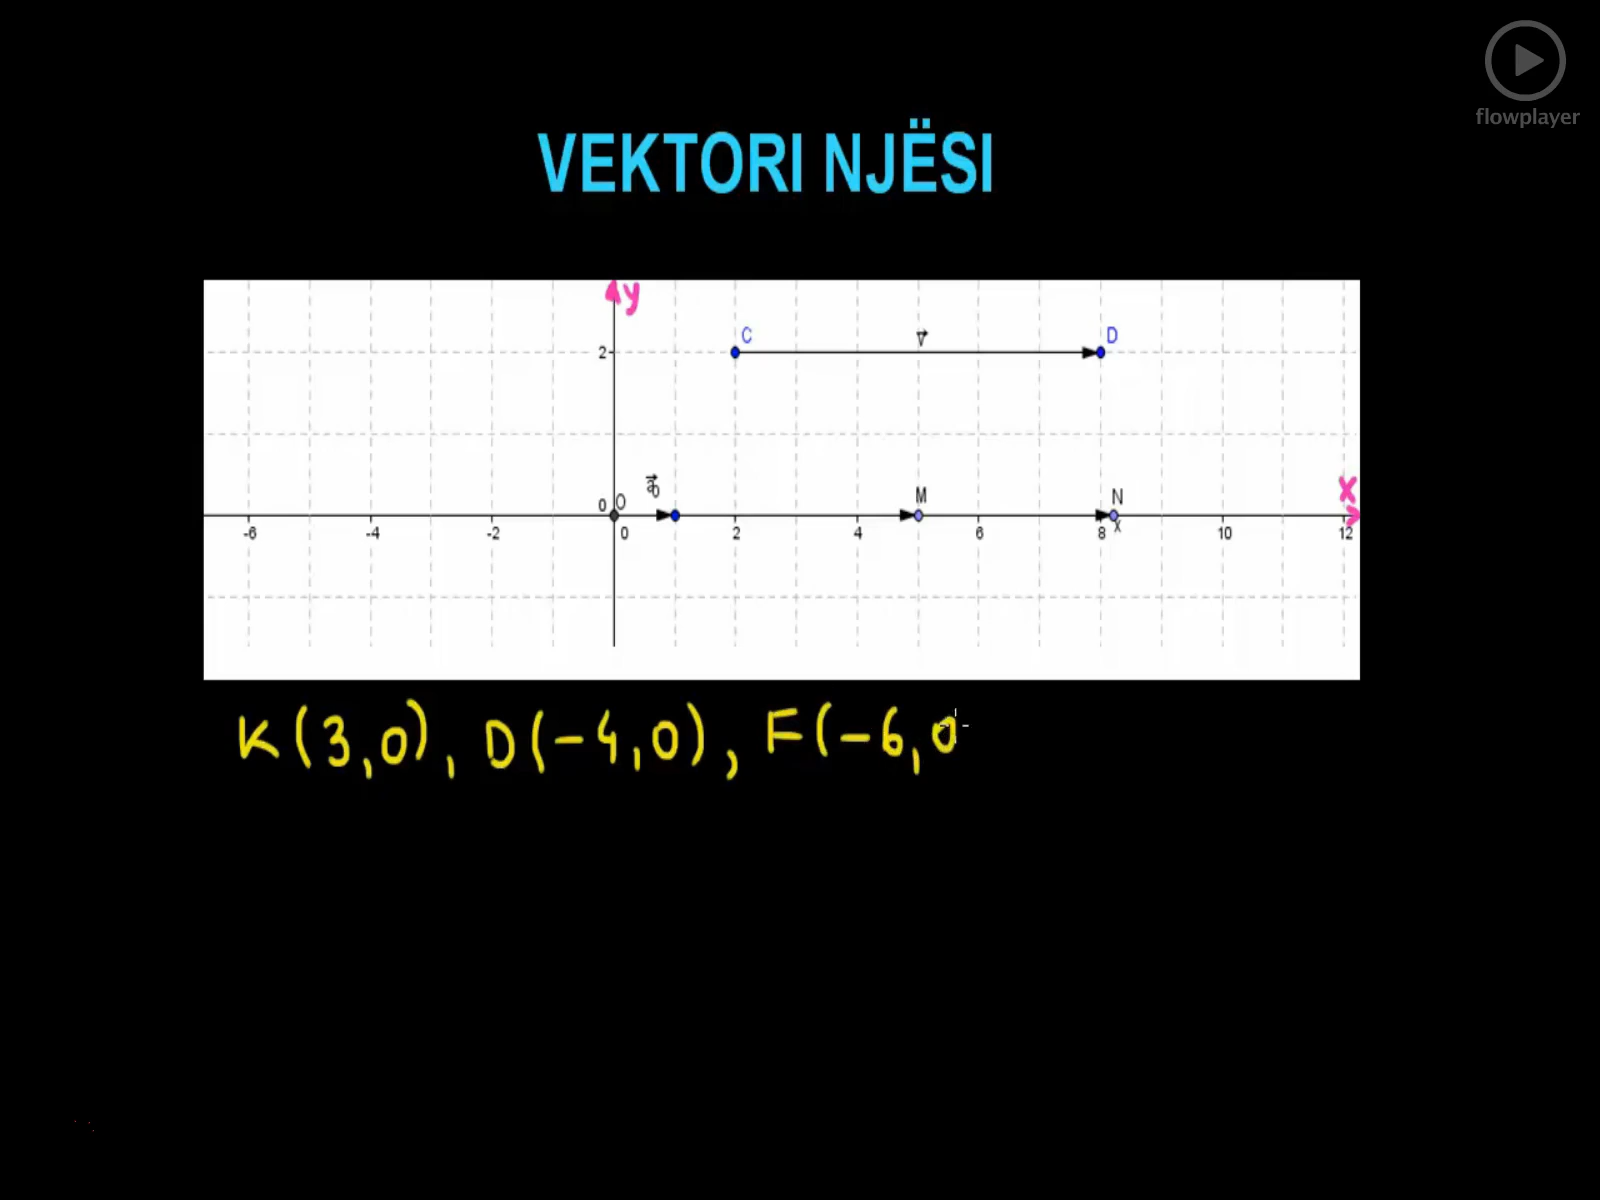 flowplayer
VEKTORI NJËSI
y
C v D
2
O M N x
0
x
-6 -4 -2 0 2 4 6 8 10 12
K(3,0), D(-4,0), F(-6,0